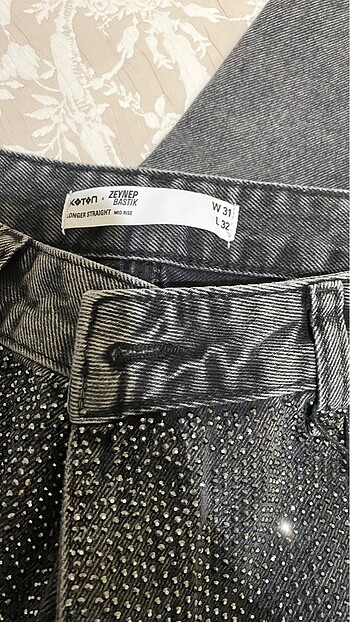 KOTON x ZEYNEP
BASTIK
LONGER STRAIGHT MID RISE
W 31
L 32